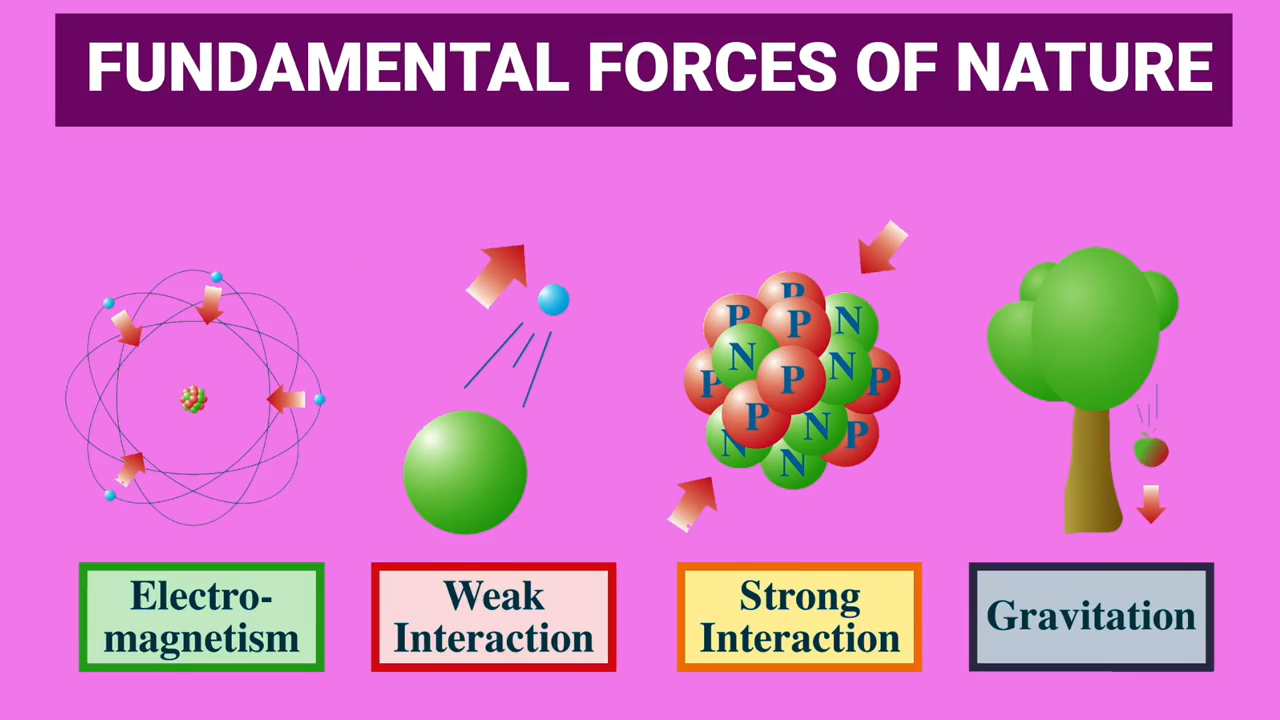 FUNDAMENTAL FORCES OF NATURE
P
P
P
N
N
N
P
P
P
P
N
P
N
N
Electro-
magnetism
Weak
Interaction
Strong
Interaction
Gravitation